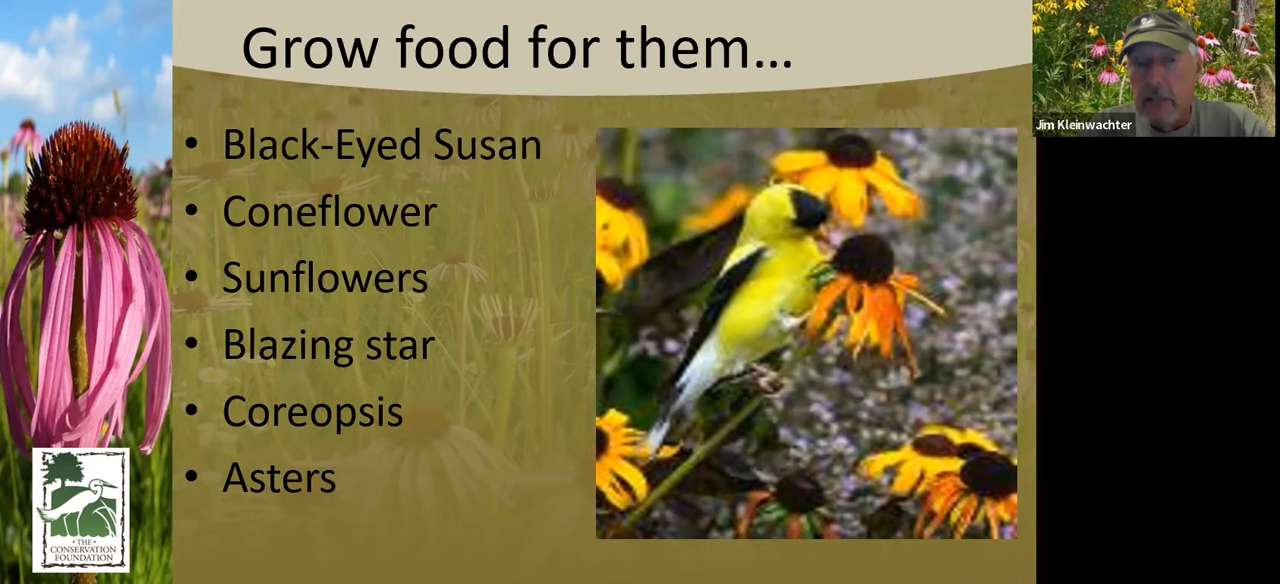 Grow food for them...
Jim Kleinwachter
• Black-Eyed Susan
• Coneflower
• Sunflowers
• Blazing star
• Coreopsis
• Asters
• THE •
CONSERVATION
FOUNDATION